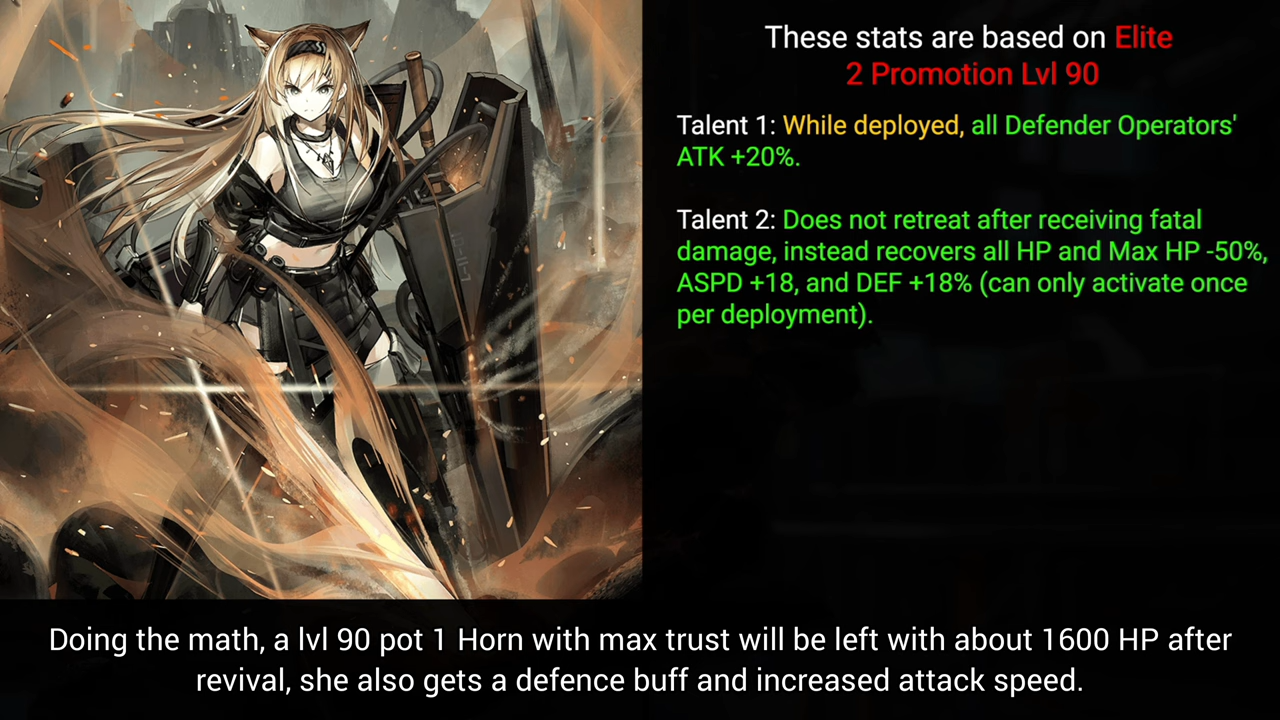 These stats are based on Elite
2 Promotion Lvl 90
Talent 1: While deployed, all Defender Operators'
ATK +20%.
Talent 2: Does not retreat after receiving fatal
damage, instead recovers all HP and Max HP -50%,
ASPD +18, and DEF +18% (can only activate once
per deployment).
Doing the math, a lvl 90 pot 1 Horn with max trust will be left with about 1600 HP after
revival, she also gets a defence buff and increased attack speed.